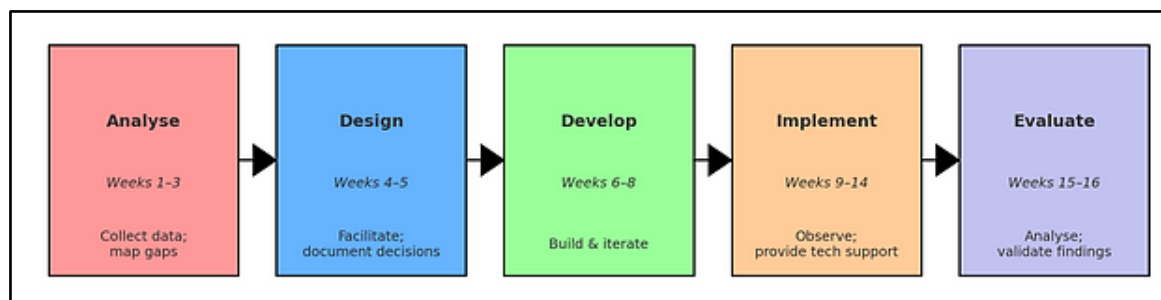 Analyse
Weeks 1–3
Collect data;
map gaps
Design
Weeks 4–5
Facilitate;
document decisions
Develop
Weeks 6–8
Build & iterate
Implement
Weeks 9–14
Observe;
provide tech support
Evaluate
Weeks 15–16
Analyse;
validate findings